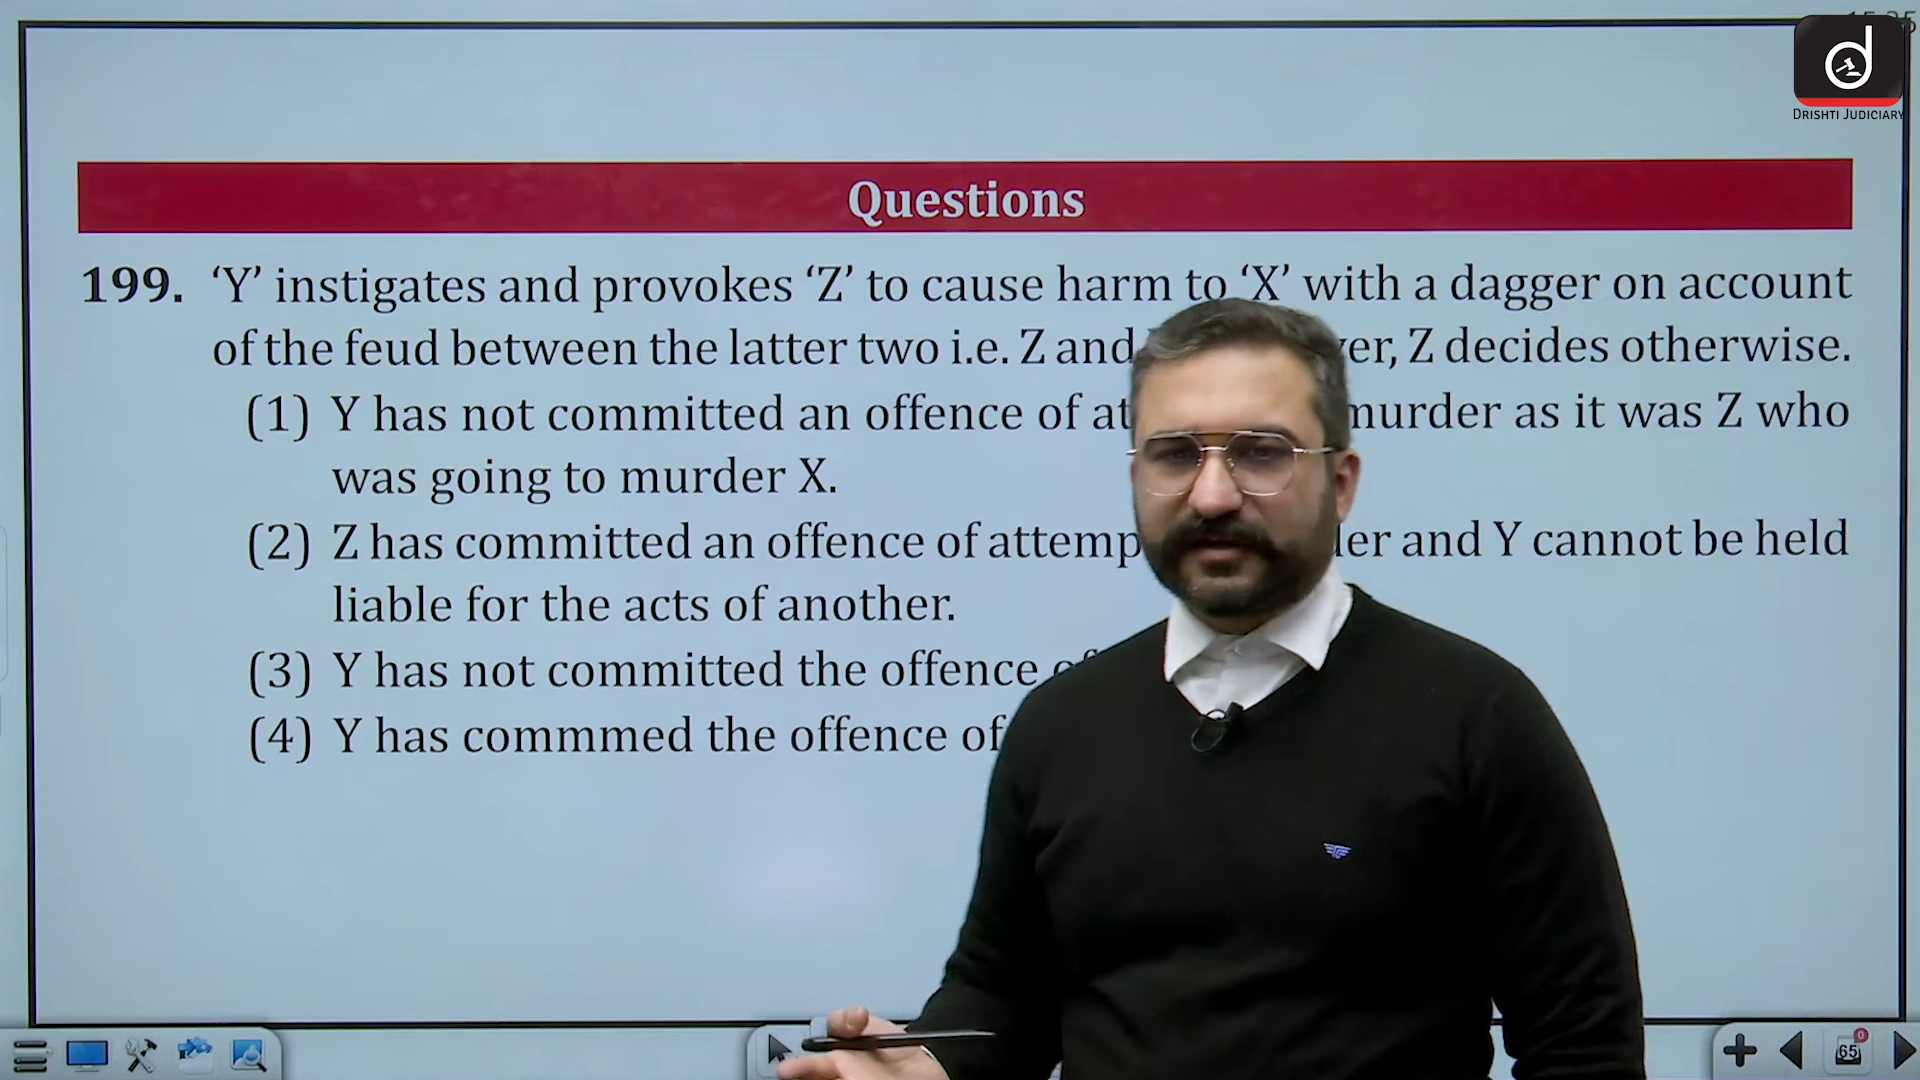 DRISHTI JUDICIARY
Questions
199. ‘Y’ instigates and provokes ‘Z’ to cause harm to ‘X’ with a dagger on account
of the feud between the latter two i.e. Z and Z decides otherwise.
(1) Y has not committed an offence of murder as it was Z who
was going to murder X.
(2) Z has committed an offence of and Y cannot be held
liable for the acts of another.
(3) Y has not committed the offence
(4) Y has commmed the offence of
65
0